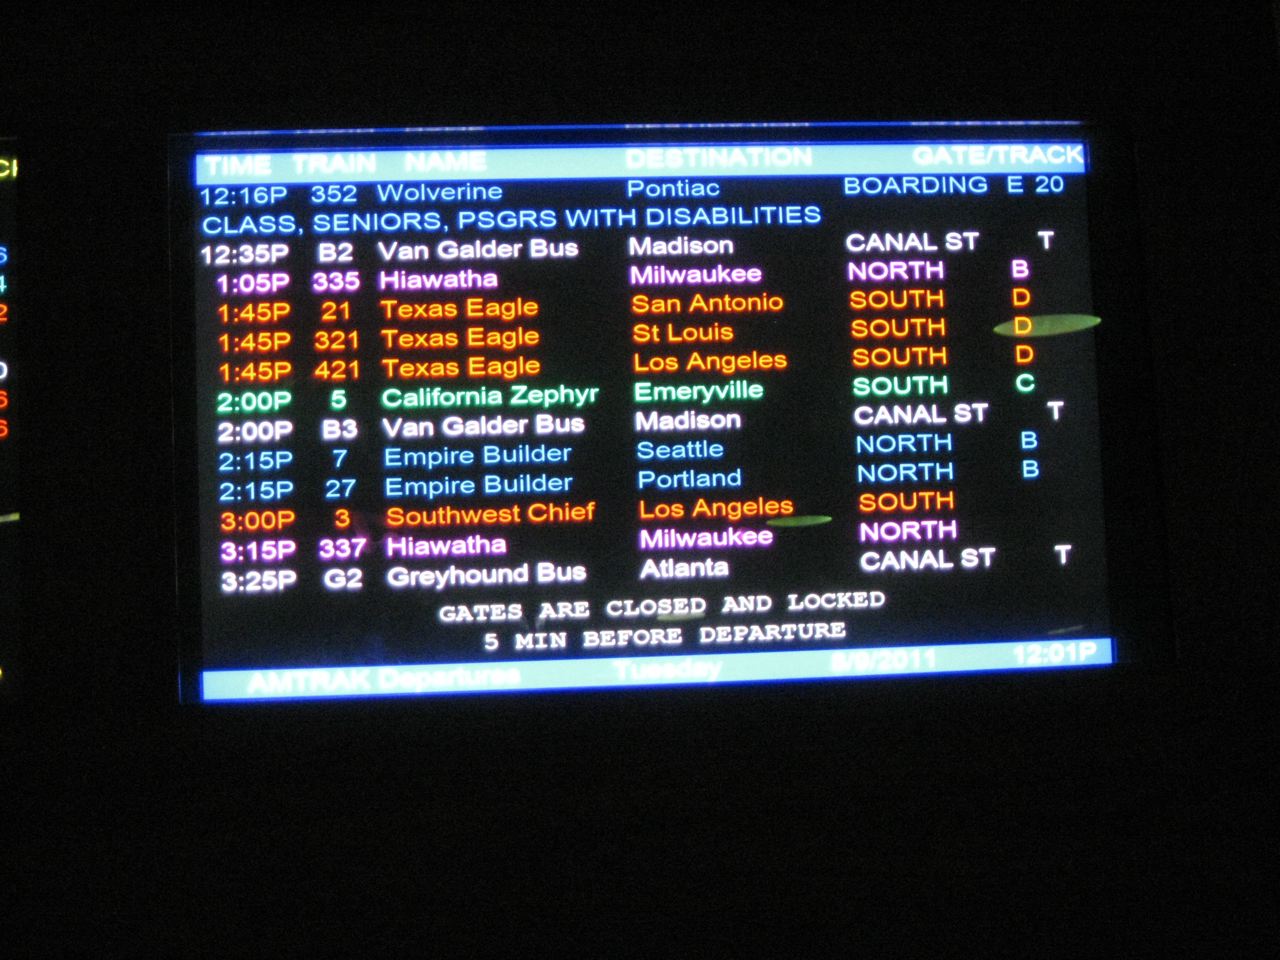 TIME TRAIN NAME DESTINATION GATE/TRACK
12:16P 352 Wolverine Pontiac BOARDING E 20
CLASS, SENIORS, PSGRS WITH DISABILITIES
12:35P B2 Van Galder Bus Madison CANAL ST T
1:05P 335 Hiawatha Milwaukee NORTH B
1:45P 21 Texas Eagle San Antonio SOUTH D
1:45P 321 Texas Eagle St Louis SOUTH D
1:45P 421 Texas Eagle Los Angeles SOUTH D
2:00P 5 California Zephyr Emeryville SOUTH C
2:00P B3 Van Galder Bus Madison CANAL ST T
2:15P 7 Empire Builder Seattle NORTH B
2:15P 27 Empire Builder Portland NORTH B
3:00P 3 Southwest Chief Los Angeles SOUTH
3:15P 337 Hiawatha Milwaukee NORTH
3:25P G2 Greyhound Bus Atlanta CANAL ST T
GATES ARE CLOSED AND LOCKED
5 MIN BEFORE DEPARTURE
AMTRAK Departures Tuesday 8/9/2011 12:01P